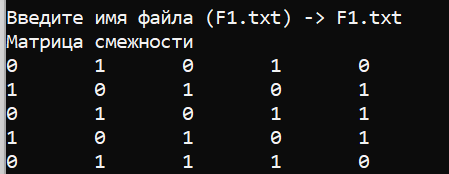 Введите имя файла (F1.txt) -> F1.txt
Матрица смежности
0 1 0 1 0
1 0 1 0 1
0 1 0 1 1
1 0 1 0 1
0 1 1 1 0